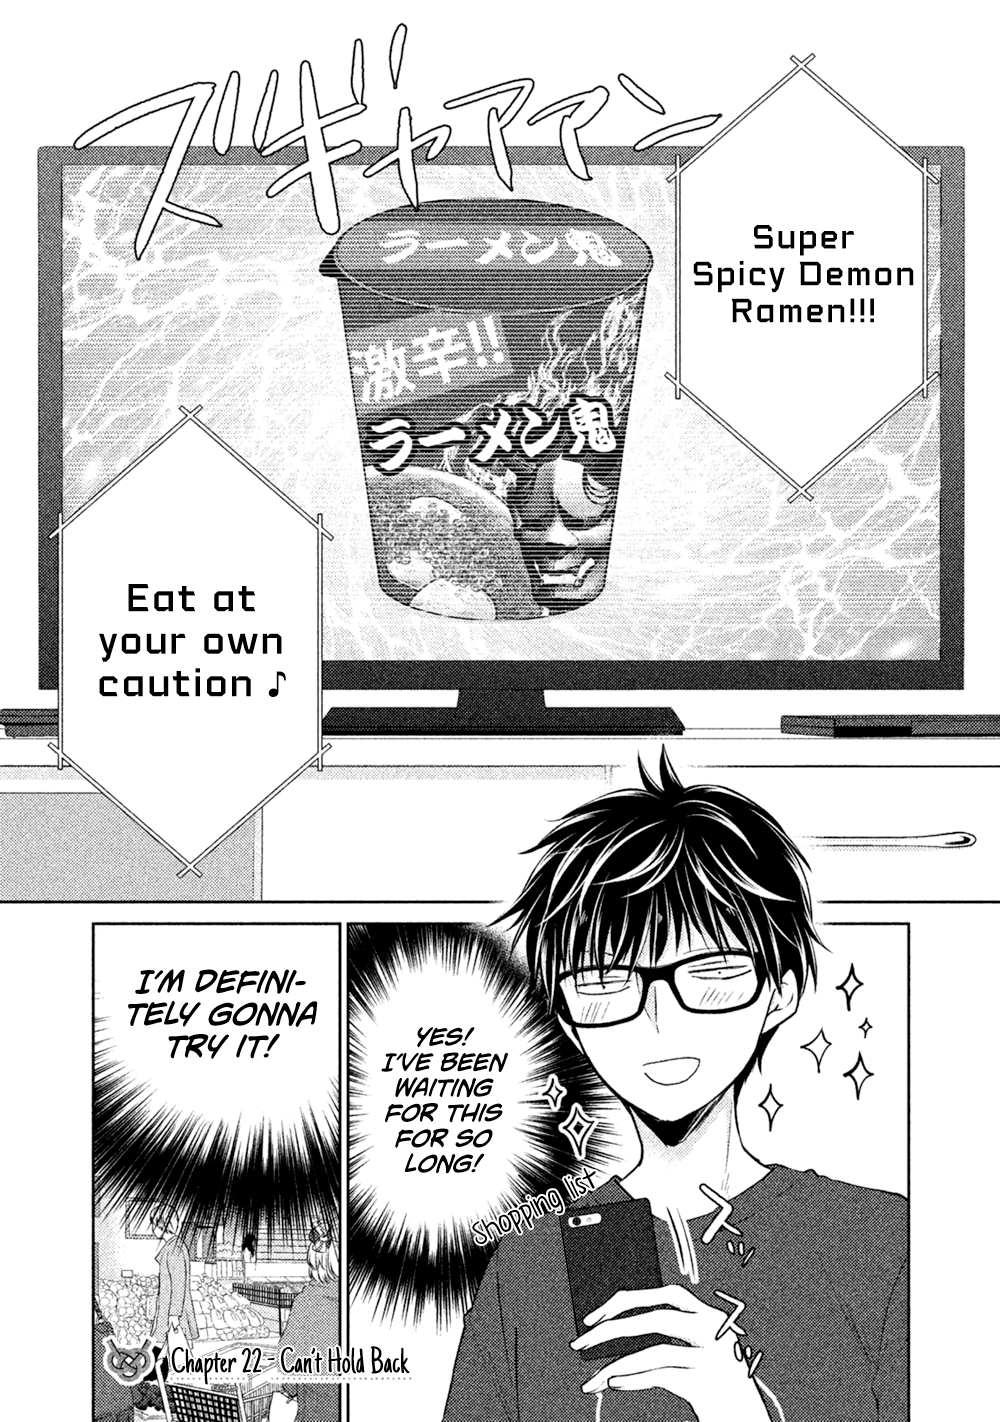 ズギャアアン
Super
Spicy Demon
Ramen!!!
ラーメン鬼
激辛!!
ラーメン鬼
Eat at
your own
caution ♪
YES!
I'VE BEEN
WAITING
FOR THIS
FOR SO
LONG!
Shopping list
I'M DEFINI-
TELY GONNA
TRY IT!
Chapter 22 - Can't Hold Back